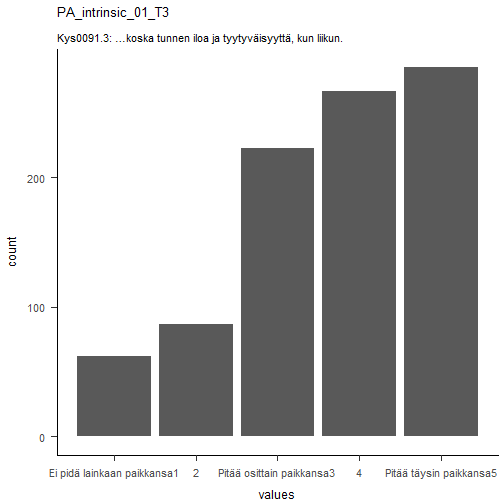 PA_intrinsic_01_T3
Kys0091.3: …koska tunnen iloa ja tyytyväisyyttä, kun liikun.
count
200
100
0
Ei pidä lainkaan paikkansa1 2 Pitää osittain paikkansa3 4 Pitää täysin paikkansa5
values